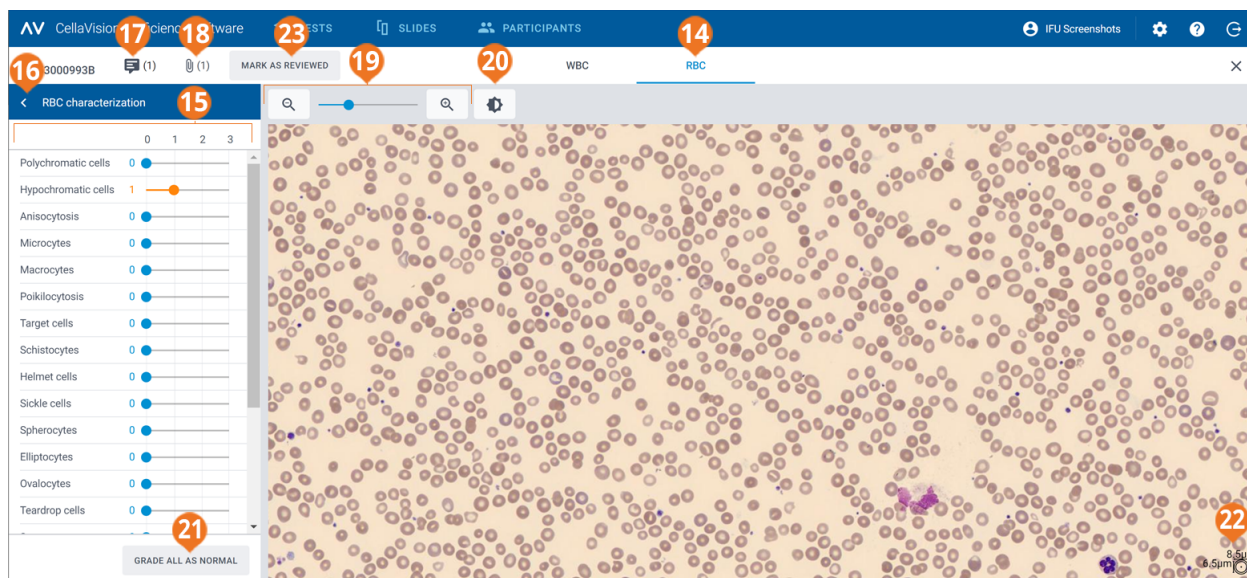 CellaVision
SLIDES
PARTICIPANTS
IFU Screenshots
17
18
23
14
16
3000993B
(1)
(1)
MARK AS REVIEWED
19
20
WBC
RBC
RBC characterization
15
0 1 2 3
Polychromatic cells 0
Hypochromatic cells 1
Anisocytosis 0
Microcytes 0
Macrocytes 0
Poikilocytosis 0
Target cells 0
Schistocytes 0
Helmet cells 0
Sickle cells 0
Spherocytes 0
Elliptocytes 0
Ovalocytes 0
Teardrop cells 0
21
GRADE ALL AS NORMAL
22
8.5µ
6.5µm